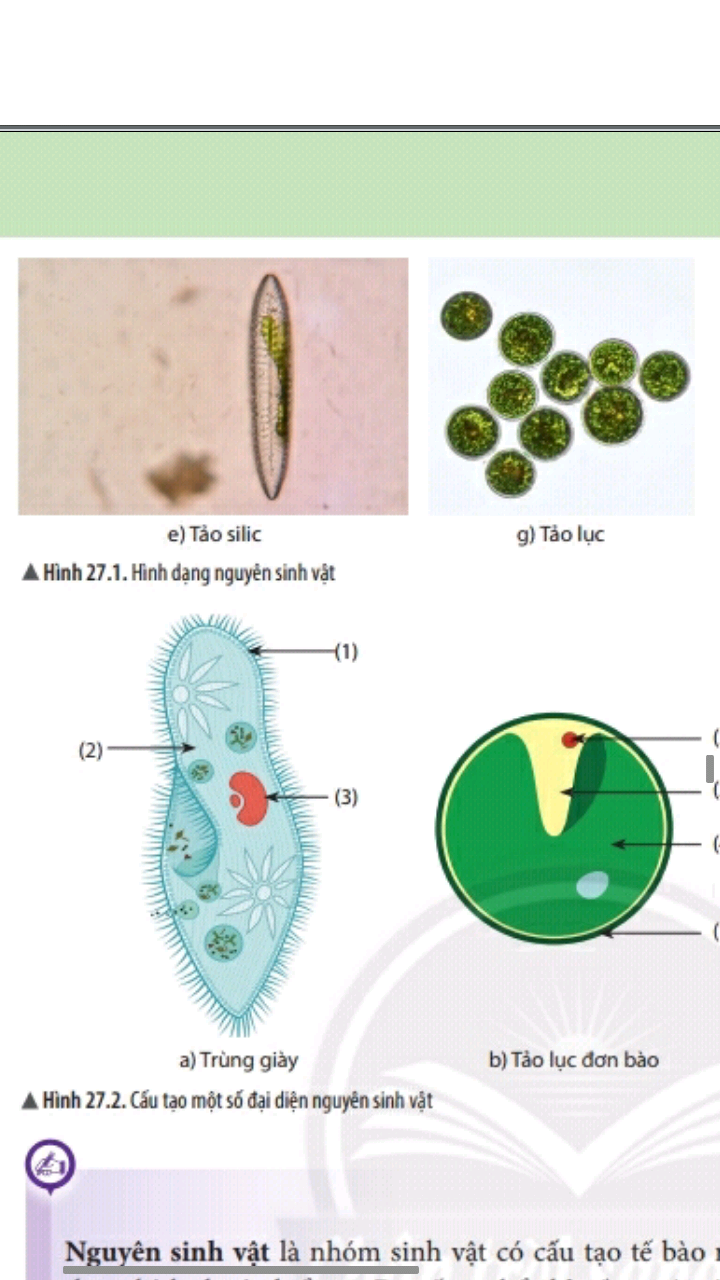 e) Tảo silic
g) Tảo lục
▲ Hình 27.1. Hình dạng nguyên sinh vật
(1)
(2)
(3)
a) Trùng giày
b) Tảo lục đơn bào
▲ Hình 27.2. Cấu tạo một số đại diện nguyên sinh vật
Nguyên sinh vật là nhóm sinh vật có cấu tạo tế bào